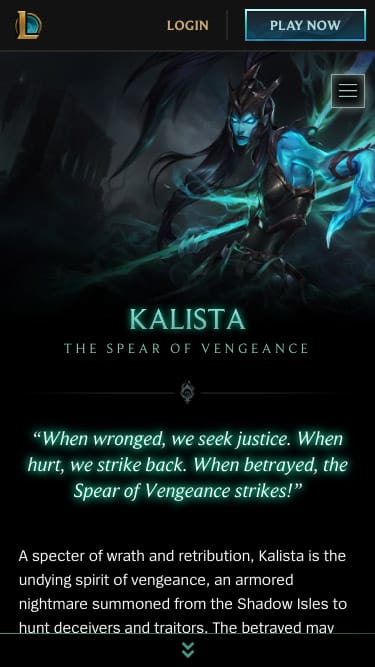 LOGIN
PLAY NOW
KALISTA
THE SPEAR OF VENGEANCE
“When wronged, we seek justice. When
hurt, we strike back. When betrayed, the
Spear of Vengeance strikes!”
A specter of wrath and retribution, Kalista is the
undying spirit of vengeance, an armored
nightmare summoned from the Shadow Isles to
hunt deceivers and traitors. The betrayed may